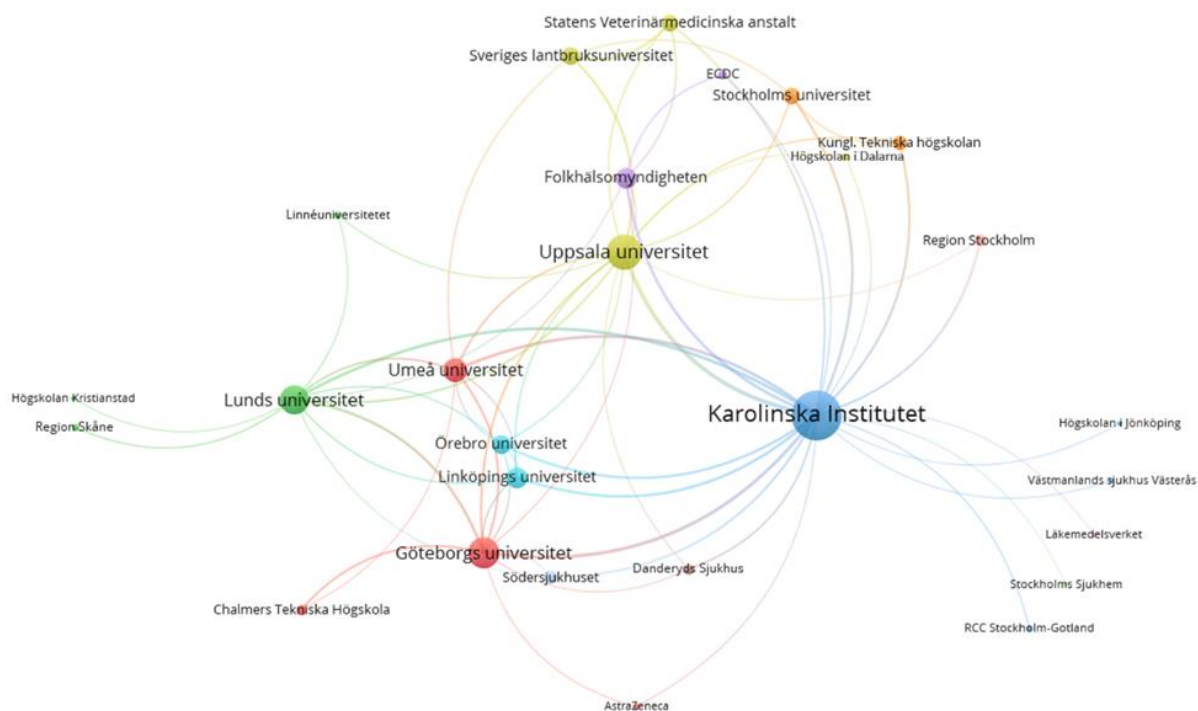 Statens Veterinärmedicinska anstalt
Sveriges lantbruksuniversitet
ECDC
Stockholms universitet
Kungl. Tekniska högskolan
Högskolan i Dalarna
Folkhälsomyndigheten
Linnéuniversitetet
Region Stockholm
Uppsala universitet
Umeå universitet
Högskolan Kristianstad
Lunds universitet
Karolinska Institutet
Region Skåne
Högskolan i Jönköping
Örebro universitet
Linköpings universitet
Västmanlands sjukhus Västerås
Läkemedelsverket
Göteborgs universitet
Danderyds Sjukhus
Södersjukhuset
Stockholms Sjukhem
Chalmers Tekniska Högskola
RCC Stockholm-Gotland
AstraZeneca